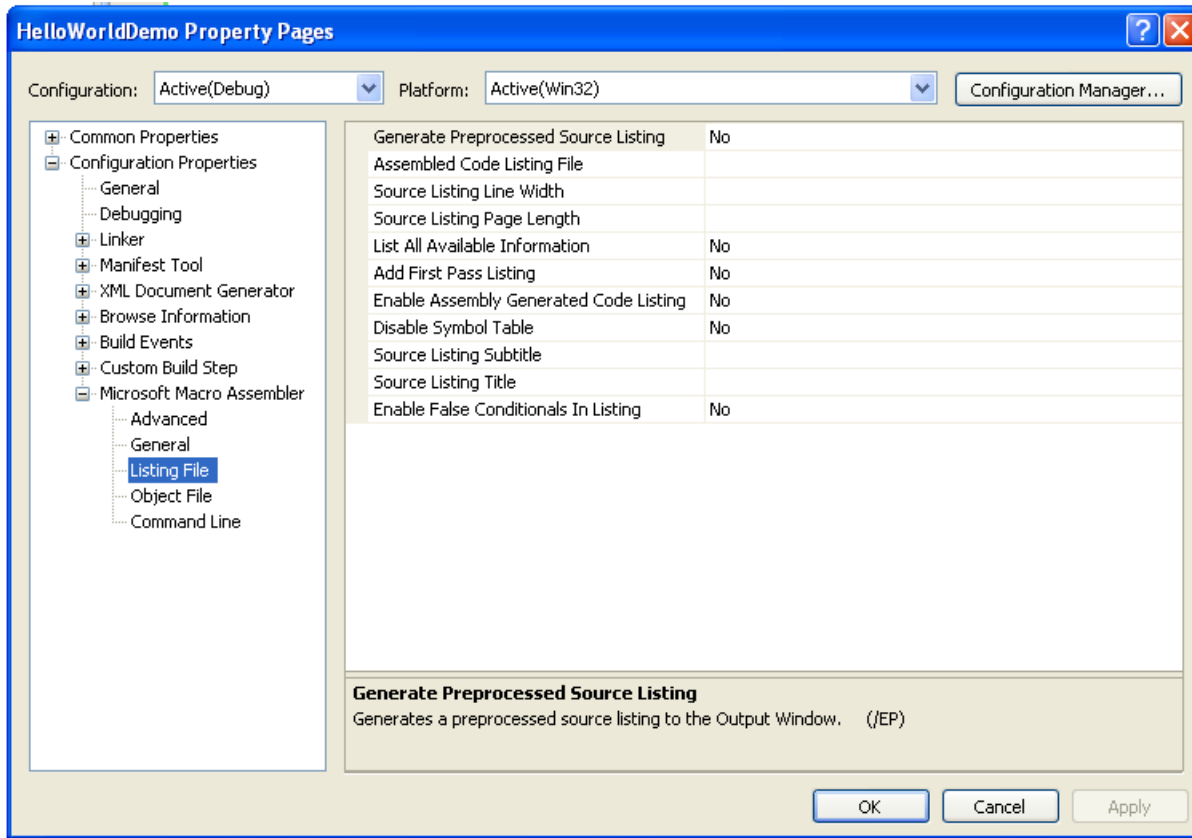 HelloWorldDemo Property Pages
Configuration: Active(Debug) Platform: Active(Win32) Configuration Manager...
Common Properties
Configuration Properties
General
Debugging
Linker
Manifest Tool
XML Document Generator
Browse Information
Build Events
Custom Build Step
Microsoft Macro Assembler
Advanced
General
Listing File
Object File
Command Line
Generate Preprocessed Source Listing No
Assembled Code Listing File
Source Listing Line Width
Source Listing Page Length
List All Available Information No
Add First Pass Listing No
Enable Assembly Generated Code Listing No
Disable Symbol Table No
Source Listing Subtitle
Source Listing Title
Enable False Conditionals In Listing No
Generate Preprocessed Source Listing
Generates a preprocessed source listing to the Output Window. (/EP)
OK Cancel Apply